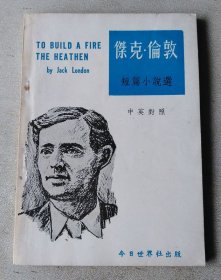 TO BUILD A FIRE
THE HEATHEN
by Jack London
傑克·倫敦
短篇小說選
中英對照
今日世界社出版